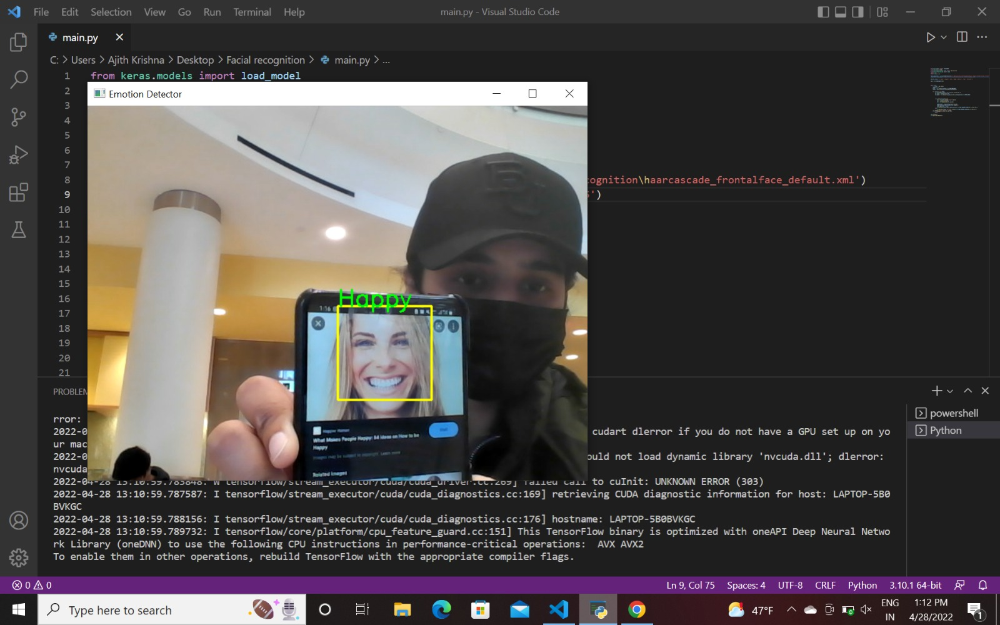 File Edit Selection View Go Run Terminal Help
main.py - Visual Studio Code
main.py
C: > Users > Ajith Krishna > Desktop > Facial recognition > main.py > ...
1 from keras.models import load_model
Emotion Detector
2
3
4
5
6
7
8 cognition\haarcascade_frontalface_default.xml')
9 ')
10
11
12
13
14
15
16
17
18
19
20
21
Happy
1:16
What Makes People Happy: 64 Ideas on How to be
Happy
Images may be subject to copyright. Learn more
Visit
Related images
PROBLEM
powershell
Python
rror:
2022-0 cudart dlerror if you do not have a GPU set up on yo
ur mac
2022-0 ould not load dynamic library 'nvcuda.dll'; dlerror:
nvcuda
2022-04-28 13:10:59.785848: W tensorflow/stream_executor/cuda/cuda_driver.cc:269] failed call to cuInit: UNKNOWN ERROR (303)
2022-04-28 13:10:59.787587: I tensorflow/stream_executor/cuda/cuda_diagnostics.cc:169] retrieving CUDA diagnostic information for host: LAPTOP-5B0
BVKGC
2022-04-28 13:10:59.788156: I tensorflow/stream_executor/cuda/cuda_diagnostics.cc:176] hostname: LAPTOP-5B0BVKGC
2022-04-28 13:10:59.789732: I tensorflow/core/platform/cpu_feature_guard.cc:151] This TensorFlow binary is optimized with oneAPI Deep Neural Netwo
rk Library (oneDNN) to use the following CPU instructions in performance-critical operations:  AVX AVX2
To enable them in other operations, rebuild TensorFlow with the appropriate compiler flags.
0 0 Ln 9, Col 75 Spaces: 4 UTF-8 CRLF Python 3.10.1 64-bit
Type here to search
47°F
ENG
IN
1:12 PM
4/28/2022
1